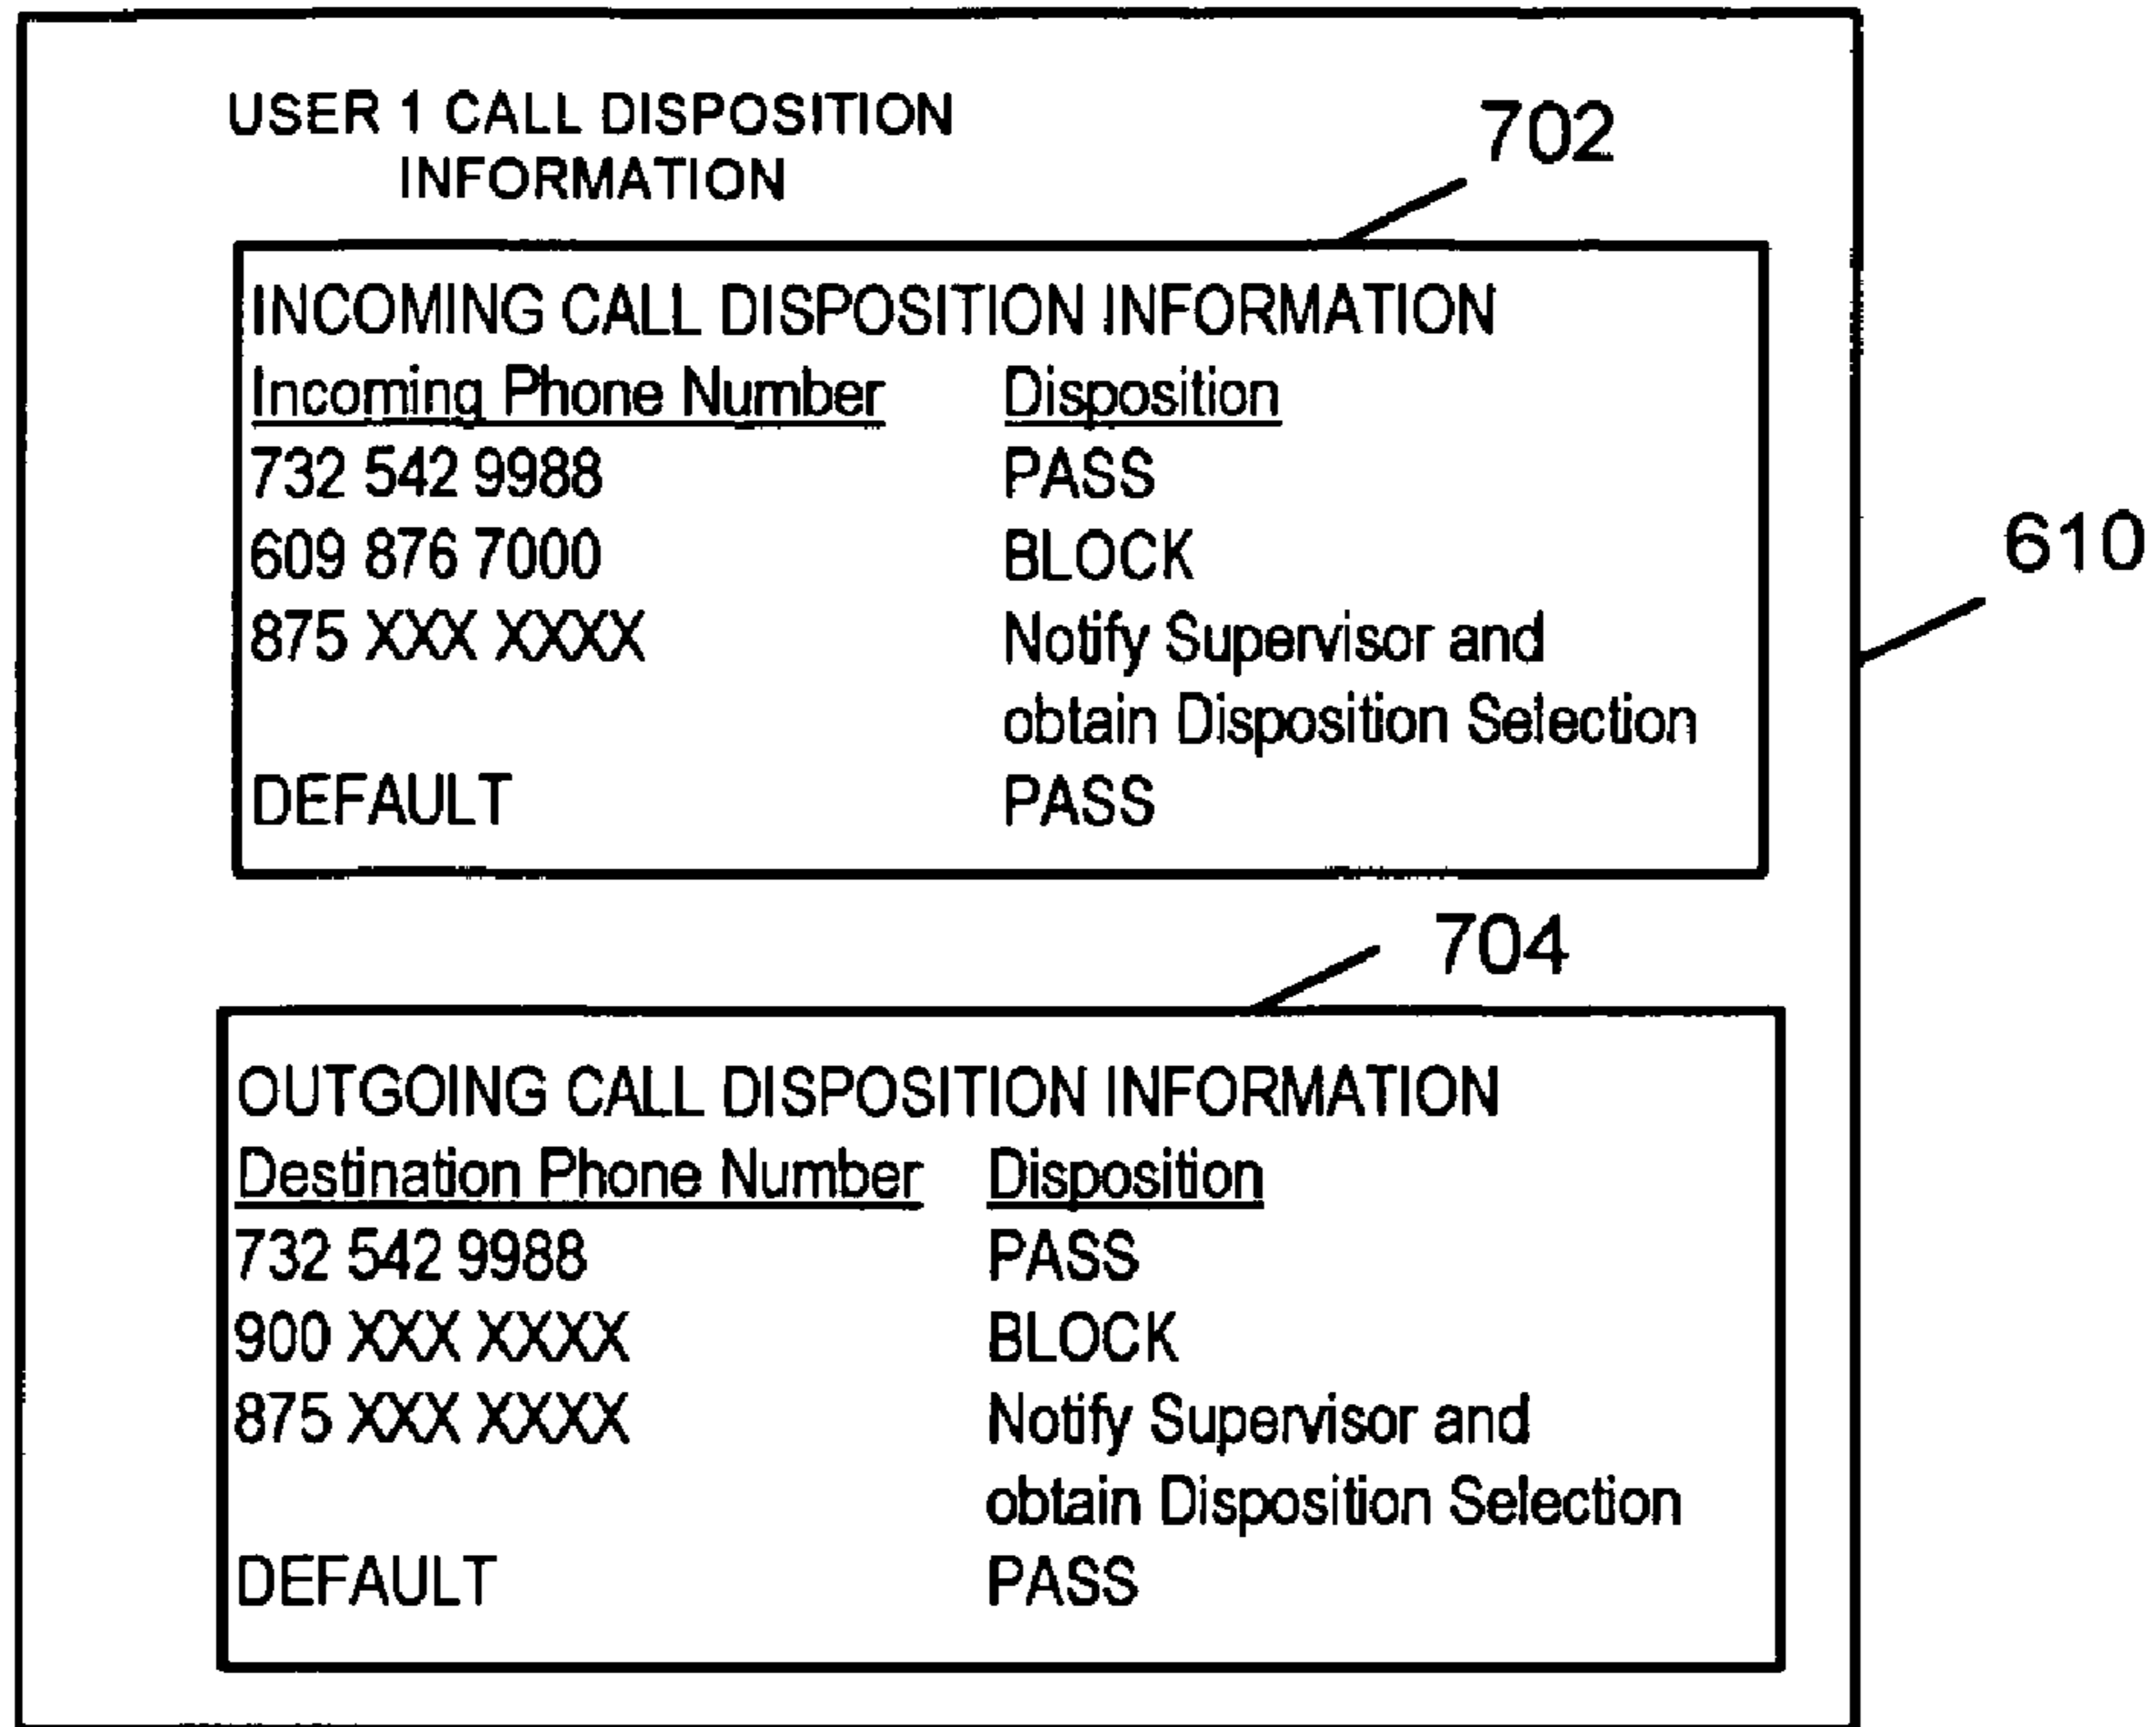 USER 1 CALL DISPOSITION
INFORMATION
702
INCOMING CALL DISPOSITION INFORMATION
Incoming Phone Number Disposition
732 542 9988 PASS
609 876 7000 BLOCK
875 XXX XXXX Notify Supervisor and
obtain Disposition Selection
DEFAULT PASS
610
704
OUTGOING CALL DISPOSITION INFORMATION
Destination Phone Number Disposition
732 542 9988 PASS
900 XXX XXXX BLOCK
875 XXX XXXX Notify Supervisor and
obtain Disposition Selection
DEFAULT PASS